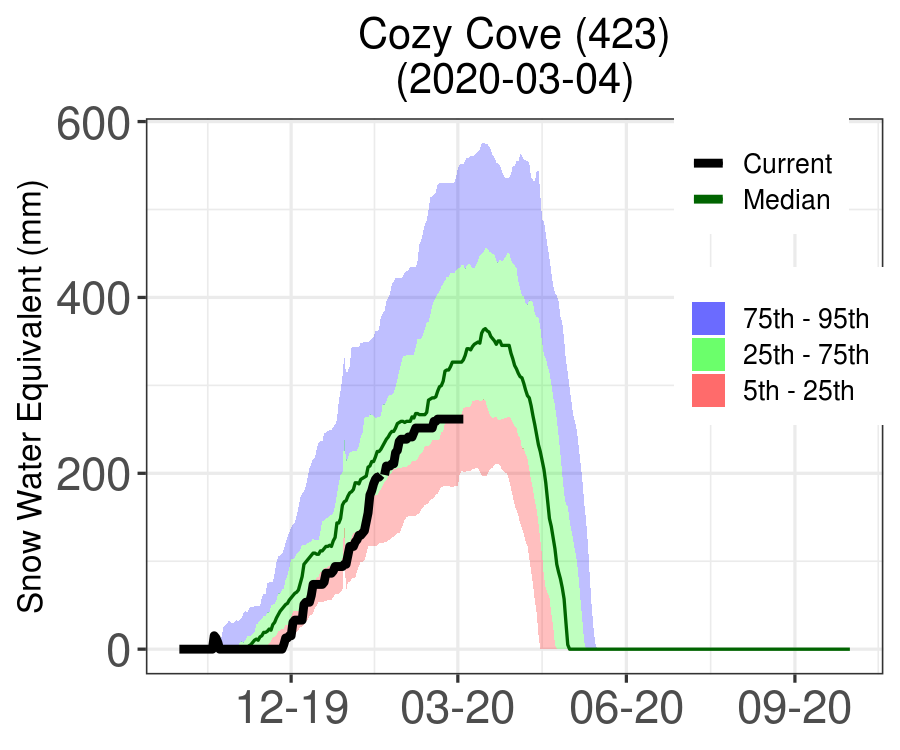 Cozy Cove (423)
(2020-03-04)
Snow Water Equivalent (mm)
600
400
200
0
12-19
03-20
06-20
09-20
Current
Median
75th - 95th
25th - 75th
5th - 25th